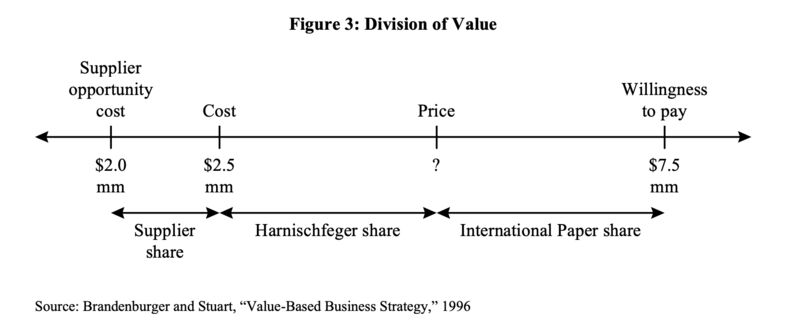 Figure 3: Division of Value
Supplier
opportunity
cost
Cost
Price
Willingness
to pay
$2.0
mm
$2.5
mm
?
$7.5
mm
Supplier
share
Harnischfeger share
International Paper share
Source: Brandenburger and Stuart, “Value-Based Business Strategy,” 1996